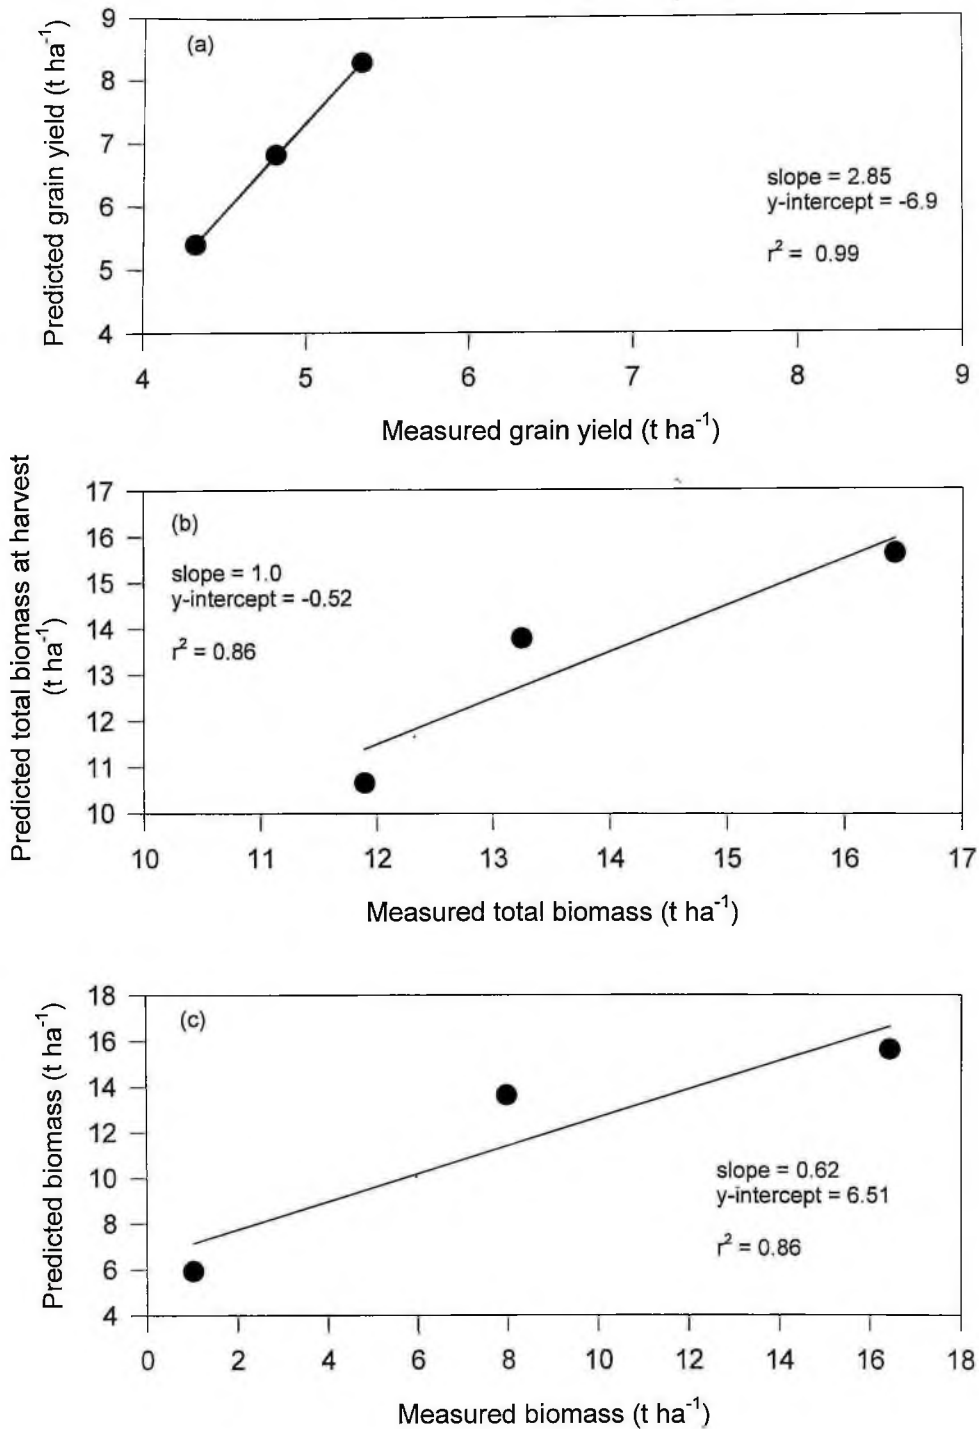 (a)
Predicted grain yield (t ha⁻¹)
9
8
7
6
5
4
slope = 2.85
y-intercept = -6.9
r² = 0.99
4 5 6 7 8 9
Measured grain yield (t ha⁻¹)
Predicted total biomass at harvest
(t ha⁻¹)
17
16
15
14
13
12
11
10
(b)
slope = 1.0
y-intercept = -0.52
r² = 0.86
10 11 12 13 14 15 16 17
Measured total biomass (t ha⁻¹)
Predicted biomass (t ha⁻¹)
18
16
14
12
10
8
6
4
(c)
slope = 0.62
y-intercept = 6.51
r² = 0.86
0 2 4 6 8 10 12 14 16 18
Measured biomass (t ha⁻¹)